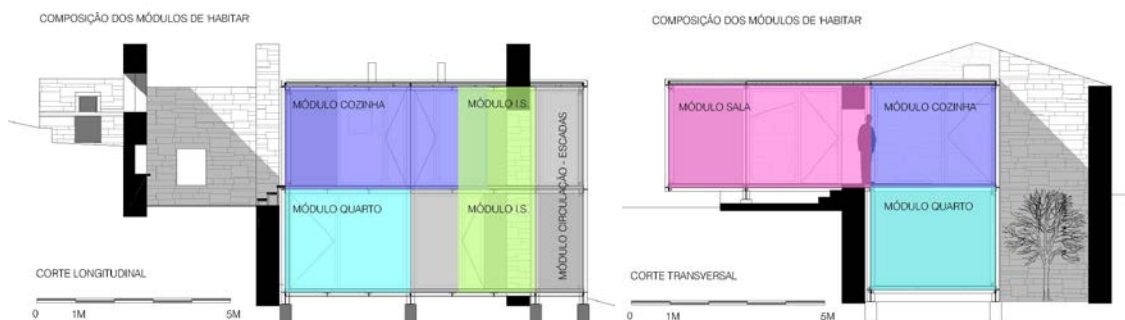 COMPOSIÇÃO DOS MÓDULOS DE 'HABITAR'
MÓDULO COZINHA
MÓDULO I.S.
MÓDULO CIRCULAÇÃO - ESCADAS
MÓDULO QUARTO
MÓDULO I.S.
CORTE LONGITUDINAL
0 1M 5M
COMPOSIÇÃO DOS MÓDULOS DE 'HABITAR'
MÓDULO SALA
MÓDULO COZINHA
MÓDULO QUARTO
CORTE TRANSVERSAL
0 1M 5M